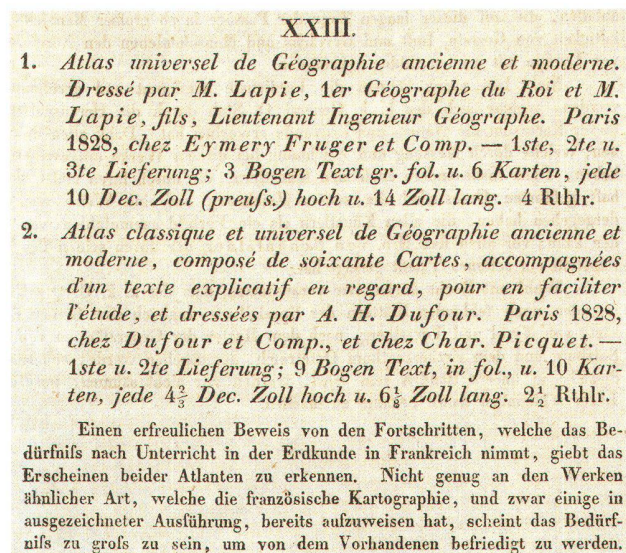 XXIII.
1. Atlas universel de Géographie ancienne et moderne.
Dressé par M. Lapie, 1er Géographe du Roi et M.
Lapie, fils, Lieutenant Ingenieur Géographe. Paris
1828, chez Eymery Fruger et Comp. — 1ste, 2te u.
3te Lieferung; 3 Bogen Text gr. fol. u. 6 Karten, jede
10 Dec. Zoll (preuſs.) hoch u. 14 Zoll lang. 4 Rthlr.
2. Atlas classique et universel de Géographie ancienne et
moderne, composé de soixante Cartes, accompagnées
d'un texte explicatif en regard, pour en faciliter
l'étude, et dressées par A. H. Dufour. Paris 1828,
chez Dufour et Comp., et chez Char. Picquet. —
1ste u. 2te Lieferung; 9 Bogen Text, in fol., u. 10 Kar-
ten, jede 4⅔ Dec. Zoll hoch u. 6⅛ Zoll lang. 2½ Rthlr.
Einen erfreulichen Beweis von den Fortschritten, welche das Be-
dürfniſs nach Unterricht in der Erdkunde in Frankreich nimmt, giebt das
Erscheinen beider Atlanten zu erkennen. Nicht genug an den Werken
ähnlicher Art, welche die französische Kartographie, und zwar einige in
ausgezeichneter Ausführung, bereits aufzuweisen hat, scheint das Bedürf-
niſs zu groſs zu sein, um von dem Vorhandenen befriedigt zu werden.